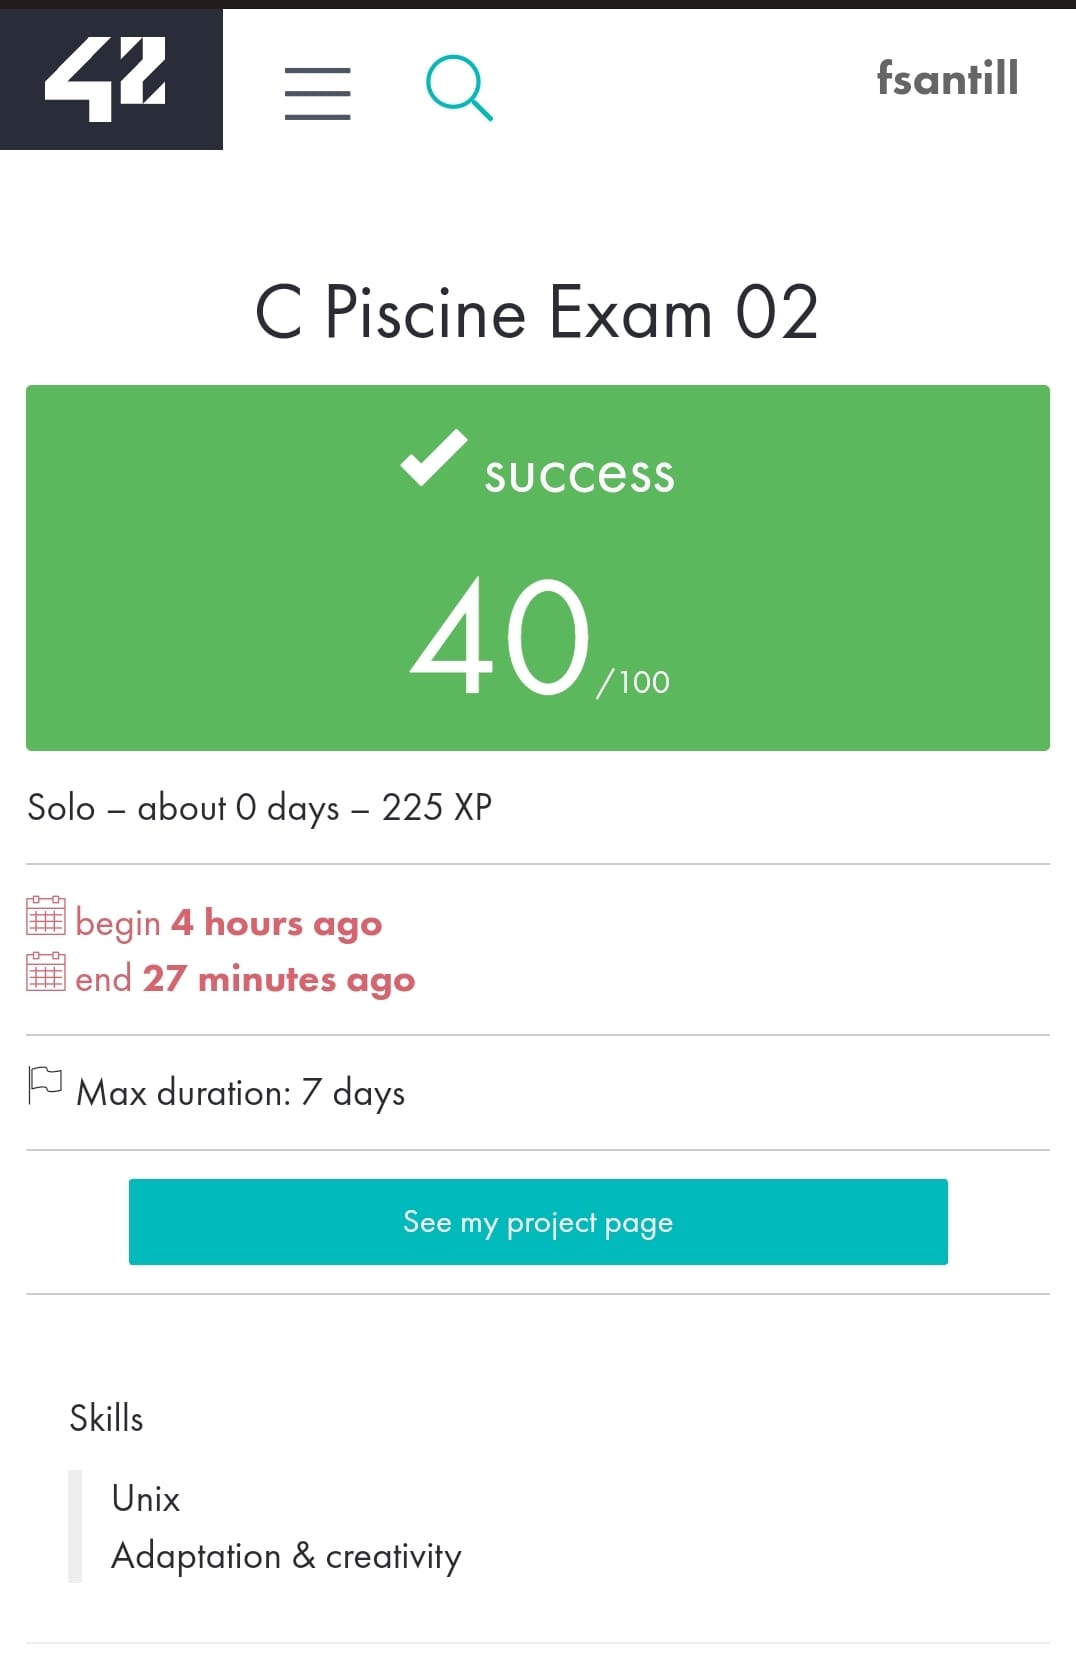 42
fsantill
C Piscine Exam 02
success
40/100
Solo – about 0 days – 225 XP
begin 4 hours ago
end 27 minutes ago
Max duration: 7 days
See my project page
Skills
Unix
Adaptation & creativity